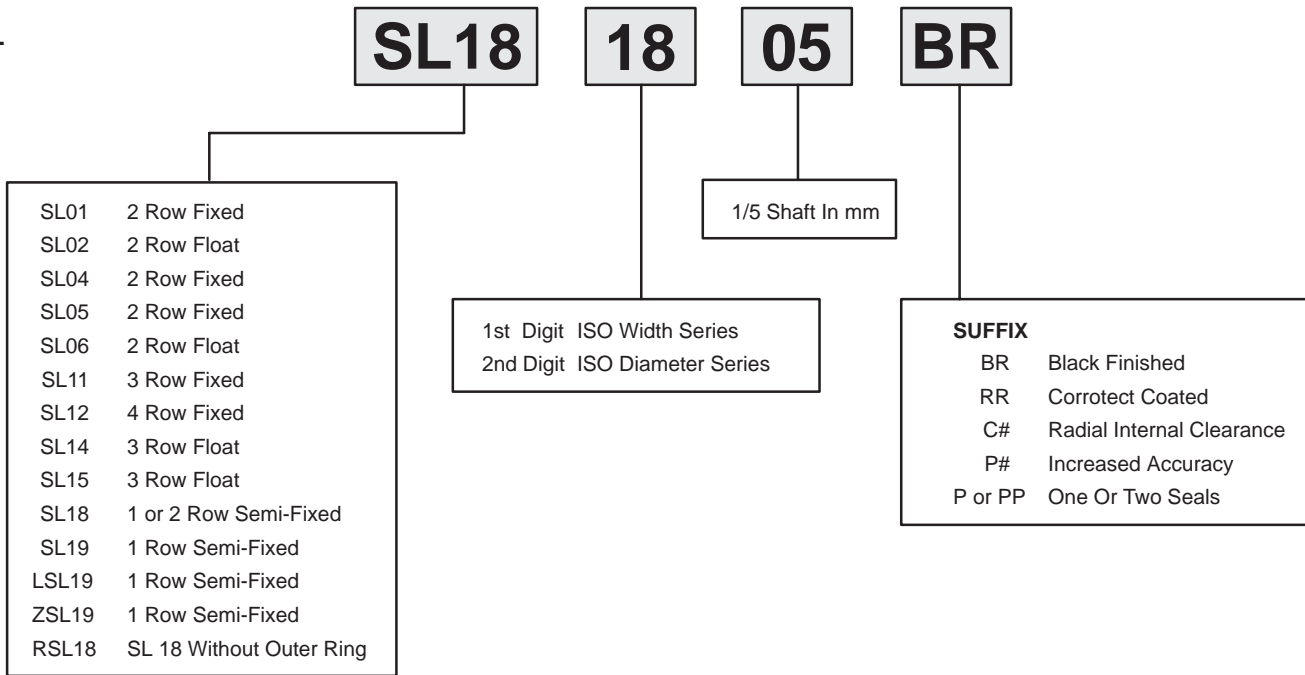 SL18 18 05 BR
SL01 2 Row Fixed
SL02 2 Row Float
SL04 2 Row Fixed
SL05 2 Row Fixed
SL06 2 Row Float
SL11 3 Row Fixed
SL12 4 Row Fixed
SL14 3 Row Float
SL15 3 Row Float
SL18 1 or 2 Row Semi-Fixed
SL19 1 Row Semi-Fixed
LSL19 1 Row Semi-Fixed
ZSL19 1 Row Semi-Fixed
RSL18 SL 18 Without Outer Ring
1st Digit ISO Width Series
2nd Digit ISO Diameter Series
1/5 Shaft In mm
SUFFIX
BR Black Finished
RR Corrotect Coated
C# Radial Internal Clearance
P# Increased Accuracy
P or PP One Or Two Seals